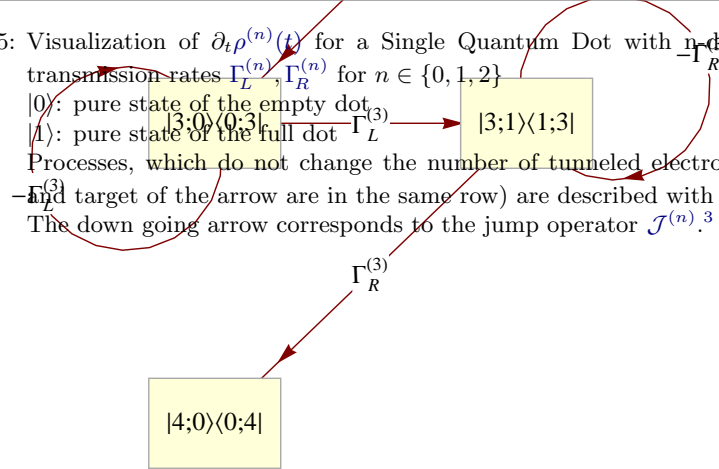 5: Visualization of ∂ₜρ⁽ⁿ⁾(t) for a Single Quantum Dot with n-d
transmission rates Γ_L⁽ⁿ⁾, Γ_R⁽ⁿ⁾ for n ∈ {0, 1, 2}
−Γ_R
|0⟩: pure state of the empty dot
|3;0⟩⟨0;3|
Γ_L⁽³⁾
|3;1⟩⟨1;3|
|1⟩: pure state of the full dot
Processes, which do not change the number of tunneled electro
−Γ_L⁽³⁾
and target of the arrow are in the same row) are described with
The down going arrow corresponds to the jump operator 𝒥⁽ⁿ⁾.³
Γ_R⁽³⁾
|4;0⟩⟨0;4|